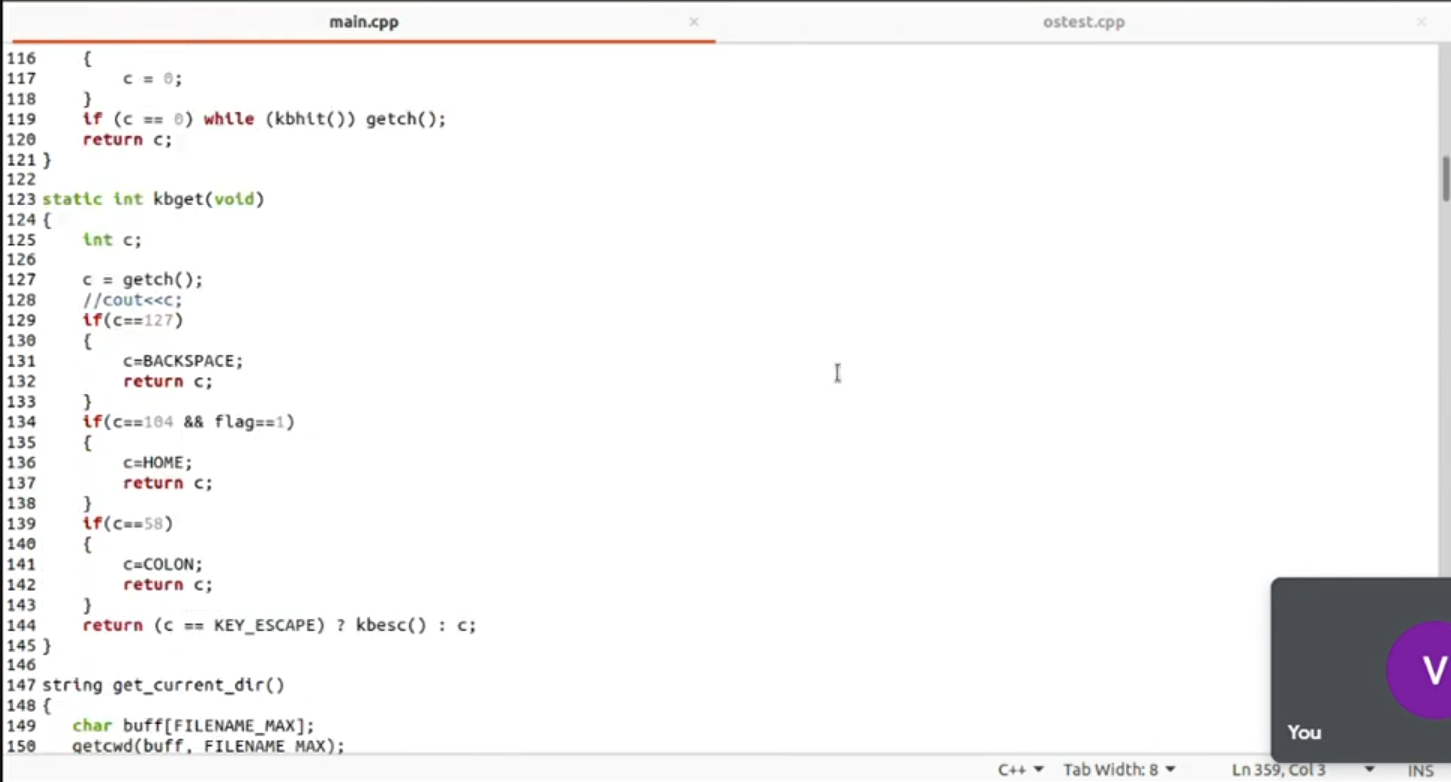 main.cpp × ostest.cpp ×
116 {
117 c = 0;
118 }
119 if (c == 0) while (kbhit()) getch();
120 return c;
121 }
122
123 static int kbget(void)
124 {
125 int c;
126
127 c = getch();
128 //cout<<c;
129 if(c==127)
130 {
131 c=BACKSPACE;
132 return c;
133 }
134 if(c==104 && flag==1)
135 {
136 c=HOME;
137 return c;
138 }
139 if(c==58)
140 {
141 c=COLON;
142 return c;
143 }
144 return (c == KEY_ESCAPE) ? kbesc() : c;
145 }
146
147 string get_current_dir()
148 {
149 char buff[FILENAME_MAX];
150 getcwd(buff, FILENAME_MAX);
V
You
C++ Tab Width: 8 Ln 359, Col 3 INS